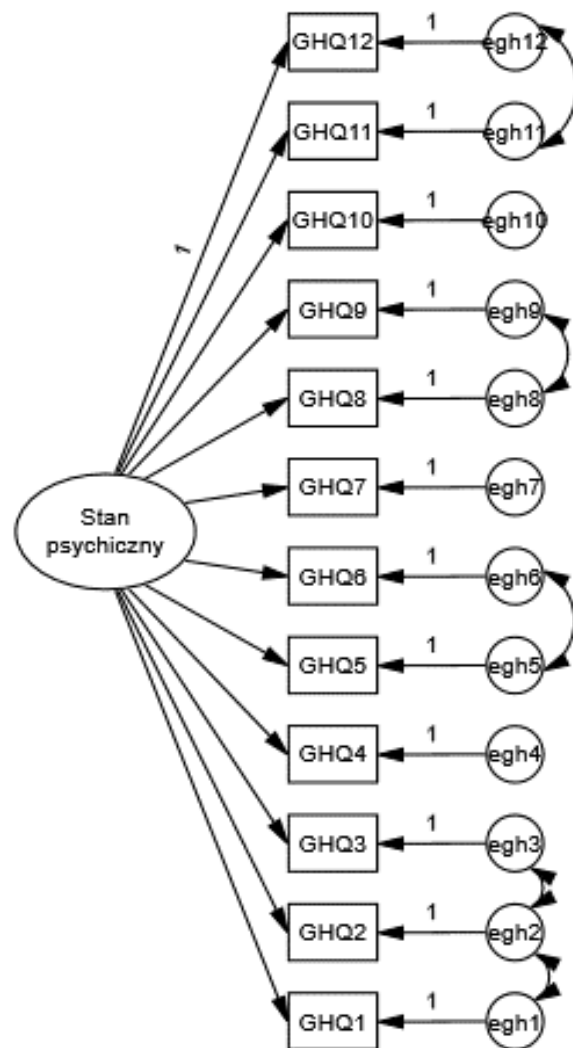 GHQ12
1
egh12
GHQ11
1
egh11
GHQ10
1
egh10
1
GHQ9
1
egh9
GHQ8
1
egh8
GHQ7
1
egh7
Stan
psychiczny
GHQ6
1
egh6
GHQ5
1
egh5
GHQ4
1
egh4
GHQ3
1
egh3
GHQ2
1
egh2
GHQ1
1
egh1